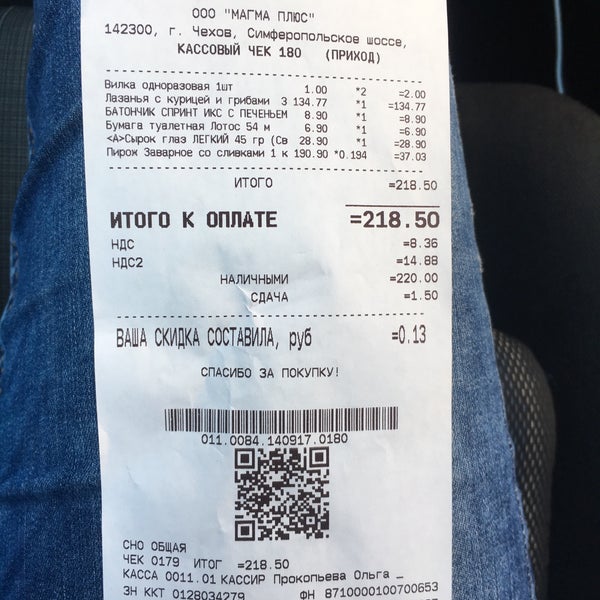 ООО "МАГМА ПЛЮС"
142300, г. Чехов, Симферопольское шоссе,
КАССОВЫЙ ЧЕК 180 (ПРИХОД)
Вилка одноразовая 1шт 1.00 *2 =2.00
Лазанья с курицей и грибами 3 134.77 *1 =134.77
БАТОНЧИК СПРИНТ ИКС С ПЕЧЕНЬЕМ 8.90 *1 =8.90
Бумага туалетная Лотос 54 м 6.90 *1 =6.90
<А>Сырок глаз ЛЕГКИЙ 45 гр (Св 28.90 *1 =28.90
Пирож Заварное со сливками 1 к 190.90 *0.194 =37.03
ИТОГО =218.50
ИТОГО К ОПЛАТЕ =218.50
НДС =8.36
НДС2 =14.88
НАЛИЧНЫМИ =220.00
СДАЧА =1.50
ВАША СКИДКА СОСТАВИЛА, руб =0.13
СПАСИБО ЗА ПОКУПКУ!
011.0084.140917.0180
СНО ОБЩАЯ
ЧЕК 0179 ИТОГ =218.50
КАССА 0011.01 КАССИР Прокопьева Ольга _
ЗН ККТ 0128034279 ФН 8710000100700653